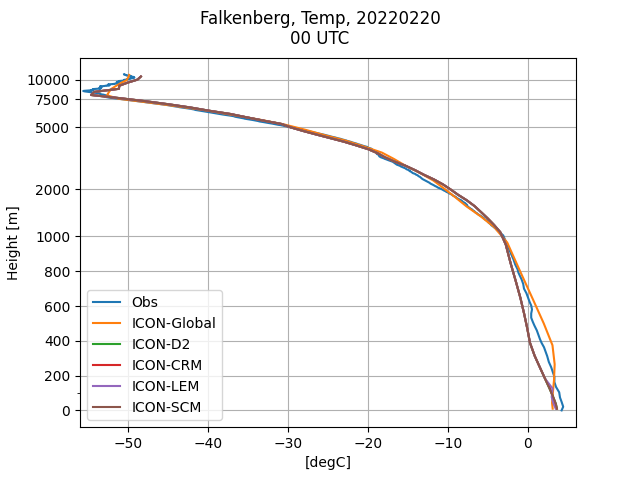 Falkenberg, Temp, 20220220
00 UTC
Height [m]
10000
7500
5000
2000
1000
800
600
400
200
0
Obs
ICON-Global
ICON-D2
ICON-CRM
ICON-LEM
ICON-SCM
−50 −40 −30 −20 −10 0
[degC]